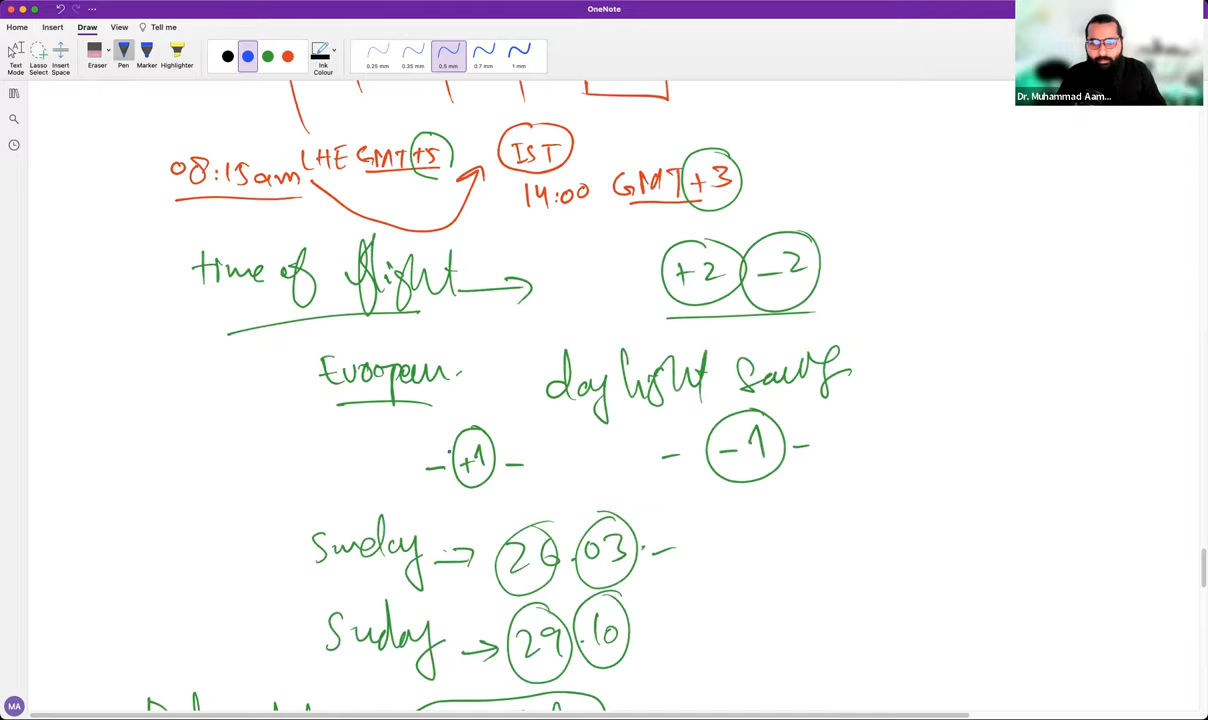 OneNote
Home Insert Draw View Tell me
Text Mode Lasso Select Insert Space Eraser Pen Marker Highlighter Ink Colour 0.25 mm 0.35 mm 0.5 mm 0.7 mm 1 mm
Dr. Muhammad Aam...
08:15am LHE GMT+5 IST
14:00 GMT+3
time of flight → +2 -2
European daylight saving
- +1 - - -1 -
Sunday → 26.03.-
Sunday → 29.10
MA